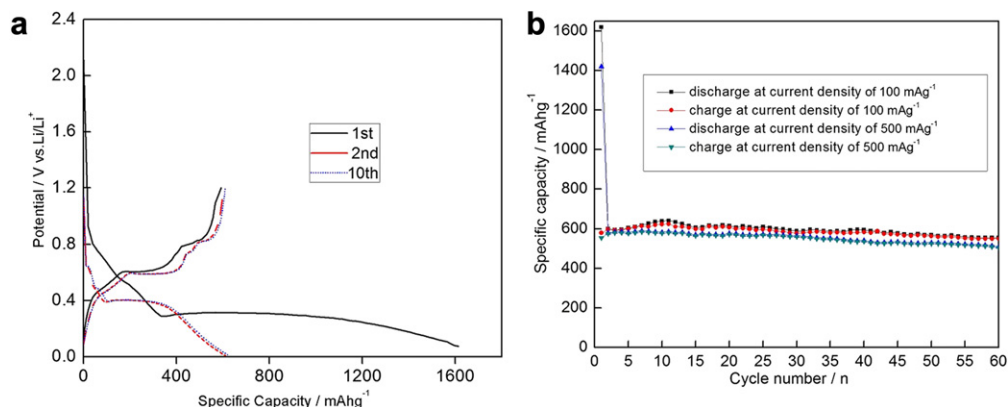 a
2.4
2.0
1.6
1.2
0.8
0.4
0.0
Potential / V vs.Li/Li⁺
1st
2nd
10th
0
400
800
1200
1600
Specific Capacity / mAhg⁻¹
b
1600
1400
1200
1000
800
600
400
200
0
Specific capacity / mAhg⁻¹
discharge at current density of 100 mAg⁻¹
charge at current density of 100 mAg⁻¹
discharge at current density of 500 mAg⁻¹
charge at current density of 500 mAg⁻¹
0 5 10 15 20 25 30 35 40 45 50 55 60
Cycle number / n